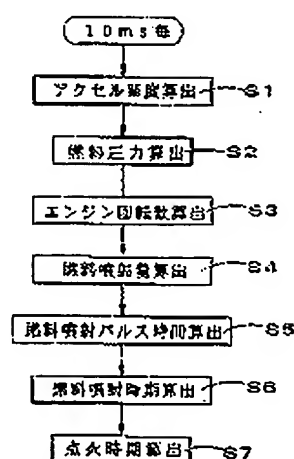 10ms毎
アクセル開度算出 S1
燃料圧力算出 S2
エンジン回転数算出 S3
燃料噴射量算出 S4
燃料噴射パルス時間算出 S5
燃料噴射時期算出 S6
点火時期算出 S7